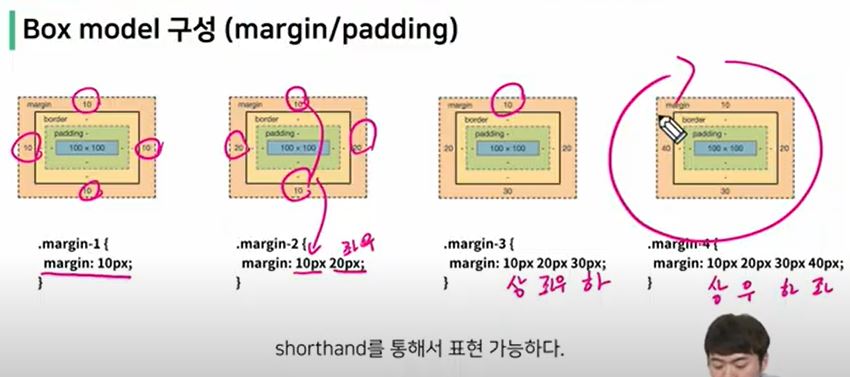 Box model 구성 (margin/padding)
margin 10
border -
padding -
10 - - 100 × 100 - - 10
-
-
10
margin 10
border -
padding -
20 - - 100 × 100 - - 20
-
-
10
margin 10
border -
padding -
20 - - 100 × 100 - - 20
-
-
30
margin 10
border -
padding -
40 - - 100 × 100 - - 20
-
-
30
.margin-1 {
margin: 10px;
}
.margin-2 {
좌우
margin: 10px 20px;
}
.margin-3 {
margin: 10px 20px 30px;
상 좌우 하
}
.margin-4 {
margin: 10px 20px 30px 40px;
상 우 하 좌
}
shorthand를 통해서 표현 가능하다.